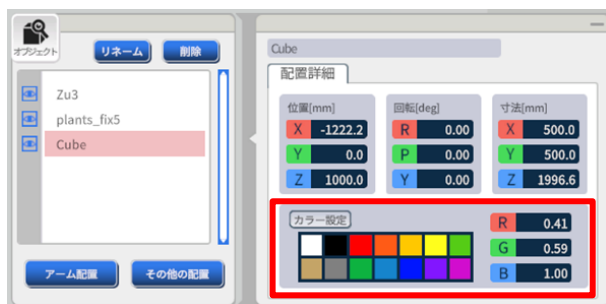 オブジェクト
リネーム
削除
Zu3
plants_fix5
Cube
アーム配置
その他の配置
Cube
配置詳細
位置[mm]
X -1222.2
Y 0.0
Z 1000.0
回転[deg]
R 0.00
P 0.00
Y 0.00
寸法[mm]
X 500.0
Y 500.0
Z 1996.6
カラー設定
R 0.41
G 0.59
B 1.00